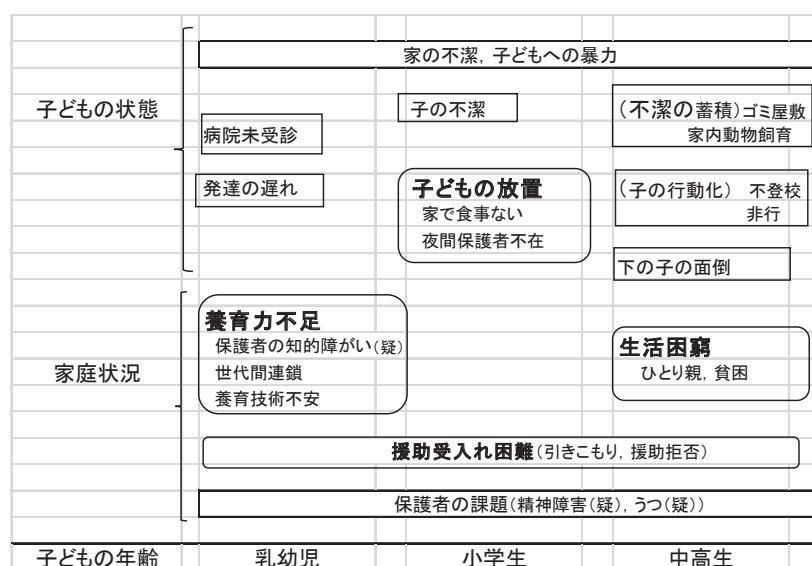 家の不潔，子どもへの暴力
子どもの状態
子の不潔
（不潔の蓄積）ゴミ屋敷
家内動物飼育
病院未受診
発達の遅れ
子どもの放置
家で食事ない
夜間保護者不在
（子の行動化） 不登校
非行
下の子の面倒
家庭状況
養育力不足
保護者の知的障がい（疑）
世代間連鎖
養育技術不安
生活困窮
ひとり親，貧困
援助受入れ困難（引きこもり，援助拒否）
保護者の課題（精神障害（疑），うつ（疑））
子どもの年齢 乳幼児 小学生 中高生